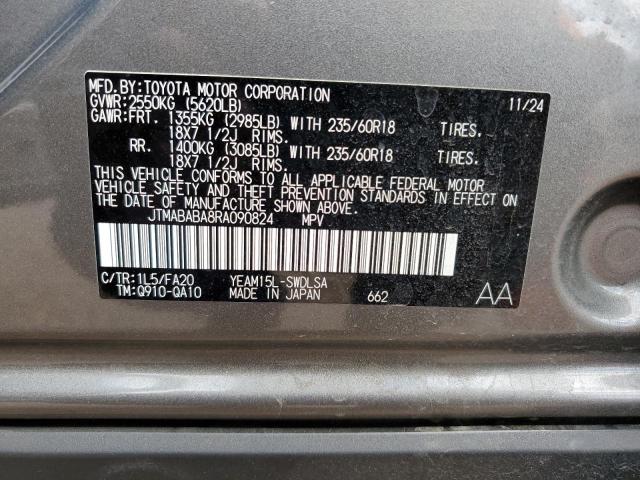 MFD. BY: TOYOTA MOTOR CORPORATION 11/24
GVWR: 2550KG (5620LB)
GAWR: FRT. 1355KG (2985LB) WITH 235/60R18 TIRES.
18X7 1/2J RIMS.
RR. 1400KG (3085LB) WITH 235/60R18 TIRES.
18X7 1/2J RIMS.
THIS VEHICLE CONFORMS TO ALL APPLICABLE FEDERAL MOTOR
VEHICLE SAFETY AND THEFT PREVENTION STANDARDS IN EFFECT ON
THE DATE OF MANUFACTURE SHOWN ABOVE.
JTMABABA8RA090824 MPV
C/TR: 1L5/FA20 YEAM15L-SWDLSA
TM: Q910-QA10 MADE IN JAPAN 662 AA